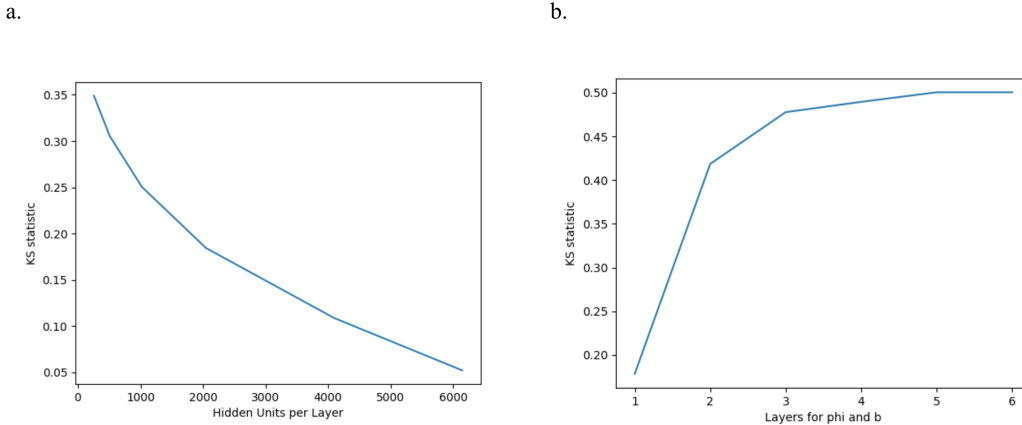 a.
b.
0.35
0.30
0.25
0.20
0.15
0.10
0.05
KS statistic
0 1000 2000 3000 4000 5000 6000
Hidden Units per Layer
0.50
0.45
0.40
0.35
0.30
0.25
0.20
KS statistic
1 2 3 4 5 6
Layers for phi and b